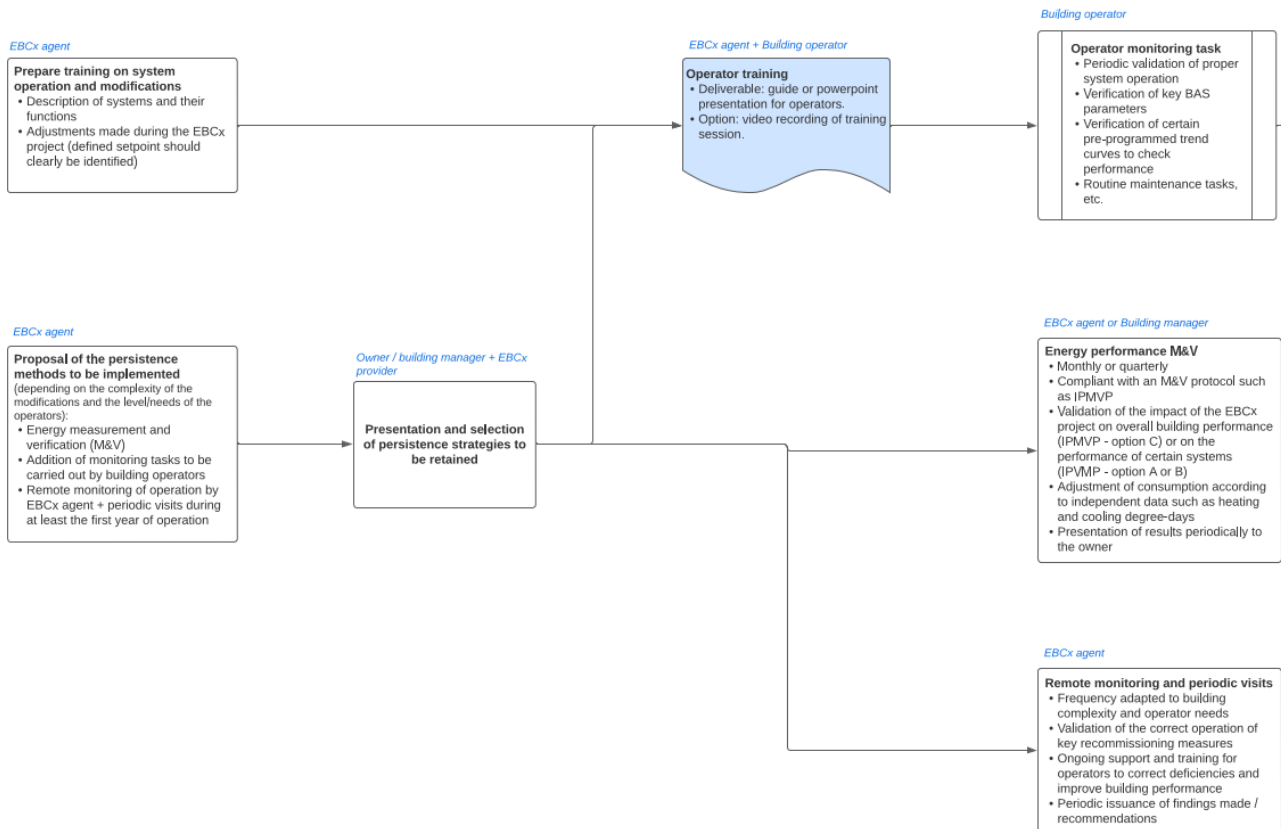 EBCx agent
Prepare training on system
operation and modifications
• Description of systems and their
functions
• Adjustments made during the EBCx
project (defined setpoint should
clearly be identified)
EBCx agent + Building operator
Operator training
• Deliverable: guide or powerpoint
presentation for operators.
• Option: video recording of training
session.
Building operator
Operator monitoring task
• Periodic validation of proper
system operation
• Verification of key BAS
parameters
• Verification of certain
pre-programmed trend
curves to check
performance
• Routine maintenance tasks,
etc.
EBCx agent
Proposal of the persistence
methods to be implemented
(depending on the complexity of the
modifications and the level/needs of the
operators):
• Energy measurement and
verification (M&V)
• Addition of monitoring tasks to be
carried out by building operators
• Remote monitoring of operation by
EBCx agent + periodic visits during
at least the first year of operation
Owner / building manager + EBCx
provider
Presentation and selection
of persistence strategies to
be retained
EBCx agent or Building manager
Energy performance M&V
• Monthly or quarterly
• Compliant with an M&V protocol such
as IPMVP
• Validation of the impact of the EBCx
project on overall building performance
(IPMVP - option C) or on the
performance of certain systems
(IPVMP - option A or B)
• Adjustment of consumption according
to independent data such as heating
and cooling degree-days
• Presentation of results periodically to
the owner
EBCx agent
Remote monitoring and periodic visits
• Frequency adapted to building
complexity and operator needs
• Validation of the correct operation of
key recommissioning measures
• Ongoing support and training for
operators to correct deficiencies and
improve building performance
• Periodic issuance of findings made /
recommendations